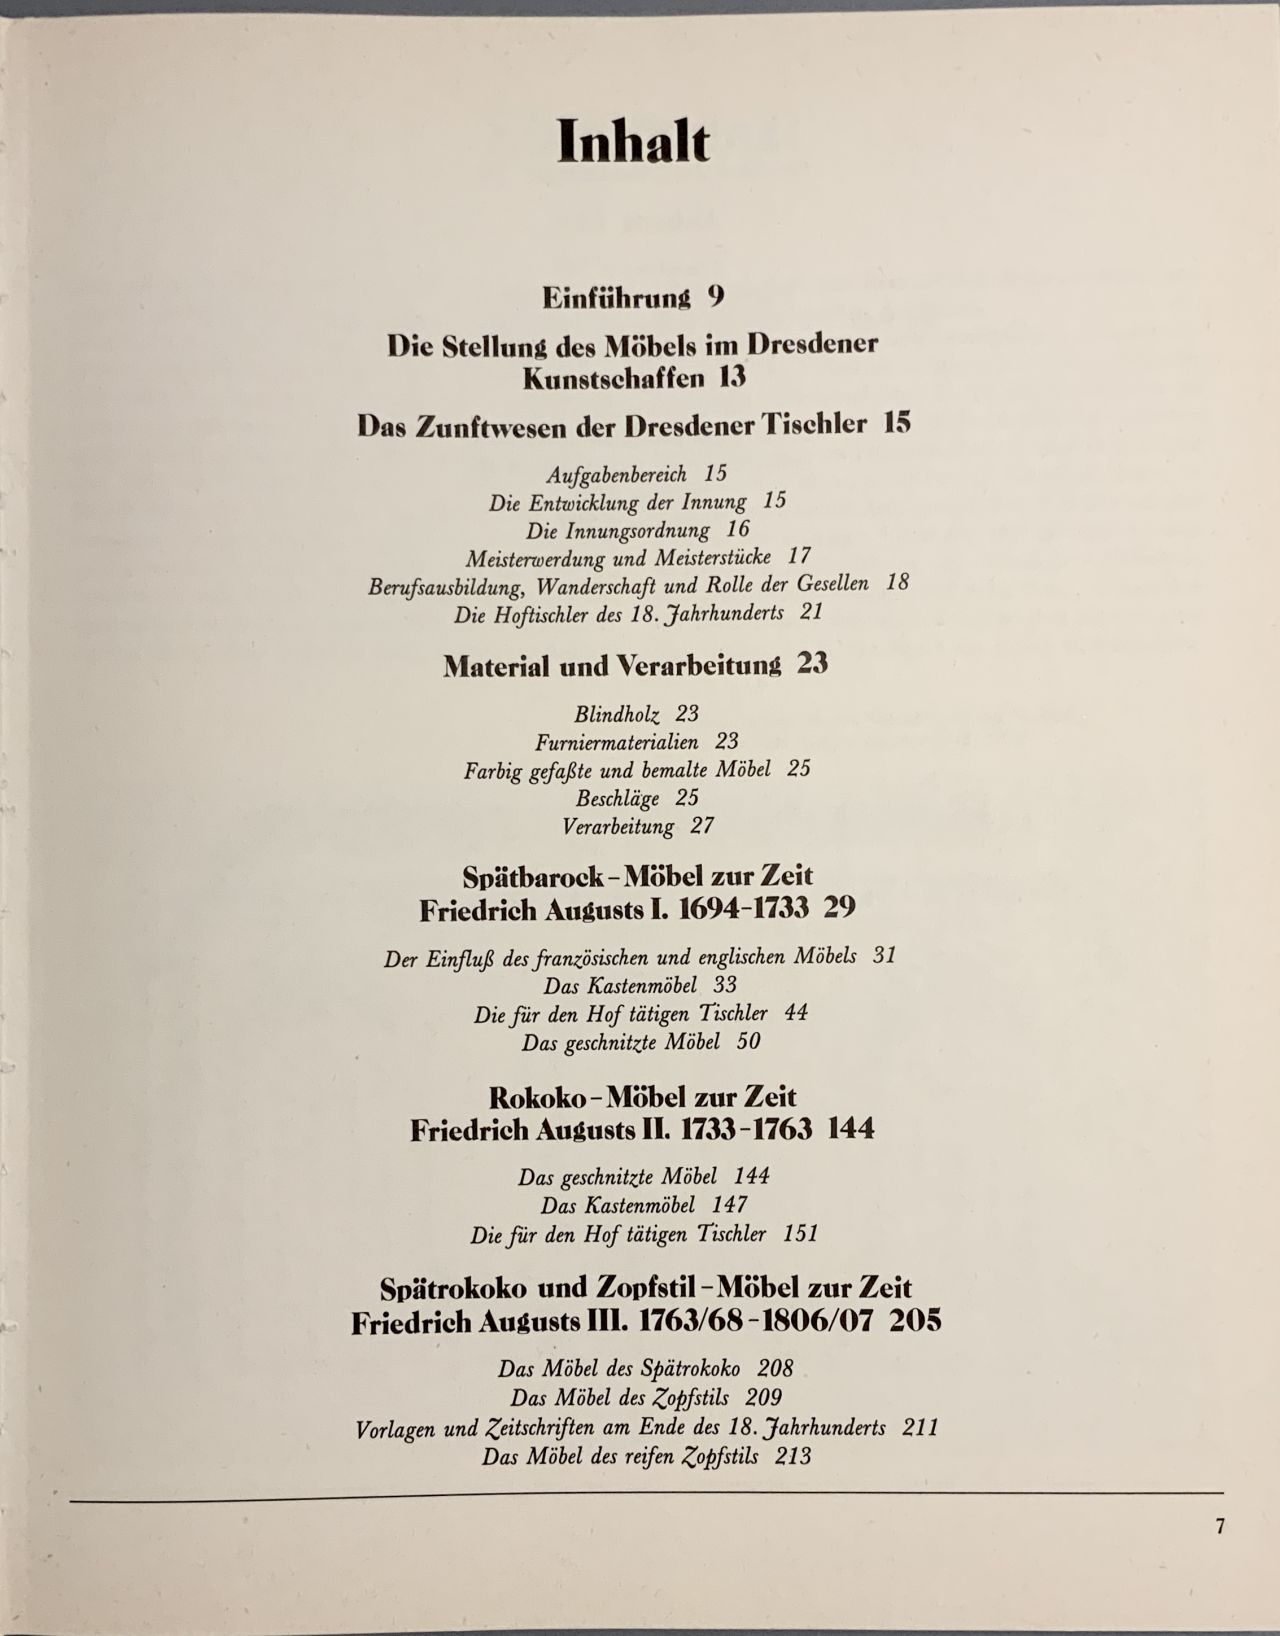 Inhalt
Einführung 9
Die Stellung des Möbels im Dresdener
Kunstschaffen 13
Das Zunftwesen der Dresdener Tischler 15
Aufgabenbereich 15
Die Entwicklung der Innung 15
Die Innungsordnung 16
Meisterwerdung und Meisterstücke 17
Berufsausbildung, Wanderschaft und Rolle der Gesellen 18
Die Hoftischler des 18. Jahrhunderts 21
Material und Verarbeitung 23
Blindholz 23
Furniermaterialien 23
Farbig gefaßte und bemalte Möbel 25
Beschläge 25
Verarbeitung 27
Spätbarock – Möbel zur Zeit
Friedrich Augusts I. 1694–1733 29
Der Einfluß des französischen und englischen Möbels 31
Das Kastenmöbel 33
Die für den Hof tätigen Tischler 44
Das geschnitzte Möbel 50
Rokoko – Möbel zur Zeit
Friedrich Augusts II. 1733–1763 144
Das geschnitzte Möbel 144
Das Kastenmöbel 147
Die für den Hof tätigen Tischler 151
Spätrokoko und Zopfstil – Möbel zur Zeit
Friedrich Augusts III. 1763/68–1806/07 205
Das Möbel des Spätrokoko 208
Das Möbel des Zopfstils 209
Vorlagen und Zeitschriften am Ende des 18. Jahrhunderts 211
Das Möbel des reifen Zopfstils 213
7